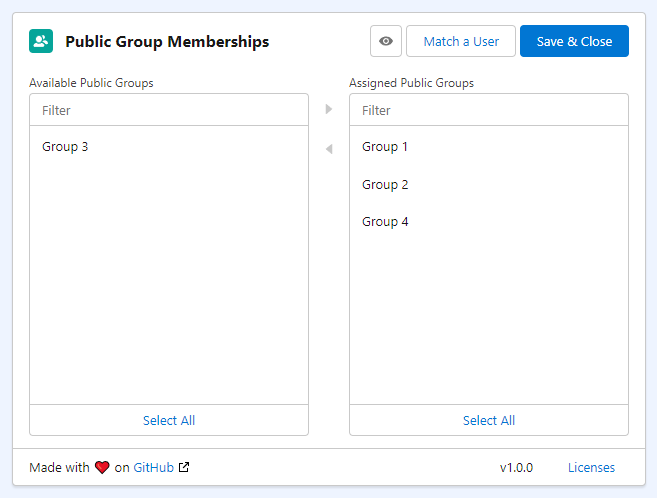 Public Group Memberships
Match a User
Save & Close
Available Public Groups
Filter
Group 3
Select All
Assigned Public Groups
Filter
Group 1
Group 2
Group 4
Select All
Made with ❤ on GitHub
v1.0.0
Licenses